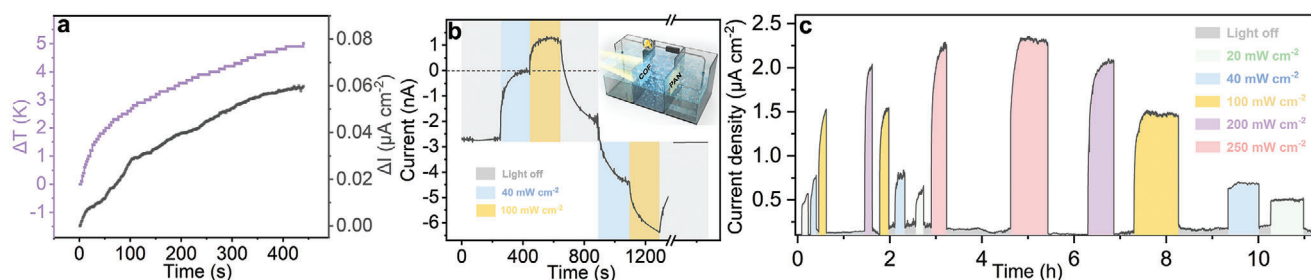 a
ΔT (K)
5
4
3
2
1
0
-1
0.08
0.06
0.04
0.02
0.00
ΔI (µA cm⁻²)
0 100 200 300 400
Time (s)
b
Current (nA)
1
0
-1
-2
-3
-4
-5
-6
COF
PAN
Light off
40 mW cm⁻²
100 mW cm⁻²
0 200 400 600 800 1000 1200
Time (s)
c
Current density (µA cm⁻²)
2.5
2.0
1.5
1.0
0.5
Light off
20 mW cm⁻²
40 mW cm⁻²
100 mW cm⁻²
200 mW cm⁻²
250 mW cm⁻²
0 2 4 6 8 10
Time (h)